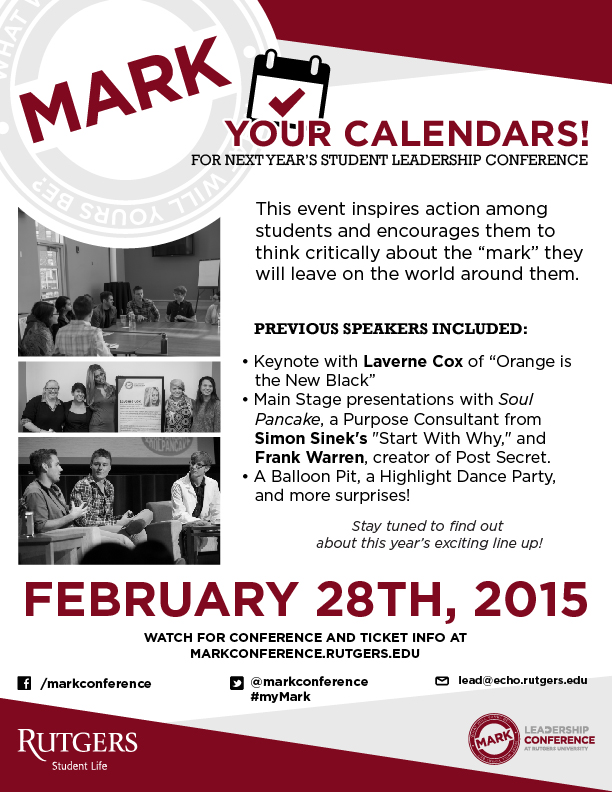 WHAT
MARK
WILL YOURS BE?
YOUR CALENDARS!
FOR NEXT YEAR'S STUDENT LEADERSHIP CONFERENCE
This event inspires action among
students and encourages them to
think critically about the “mark” they
will leave on the world around them.
PREVIOUS SPEAKERS INCLUDED:
• Keynote with Laverne Cox of “Orange is
the New Black”
• Main Stage presentations with Soul
Pancake, a Purpose Consultant from
Simon Sinek's "Start With Why," and
Frank Warren, creator of Post Secret.
• A Balloon Pit, a Highlight Dance Party,
and more surprises!
Stay tuned to find out
about this year's exciting line up!
FEBRUARY 28TH, 2015
WATCH FOR CONFERENCE AND TICKET INFO AT
MARKCONFERENCE.RUTGERS.EDU
/markconference
@markconference
#myMark
lead@echo.rutgers.edu
RUTGERS
Student Life
MARK
LEADERSHIP
CONFERENCE
AT RUTGERS UNIVERSITY